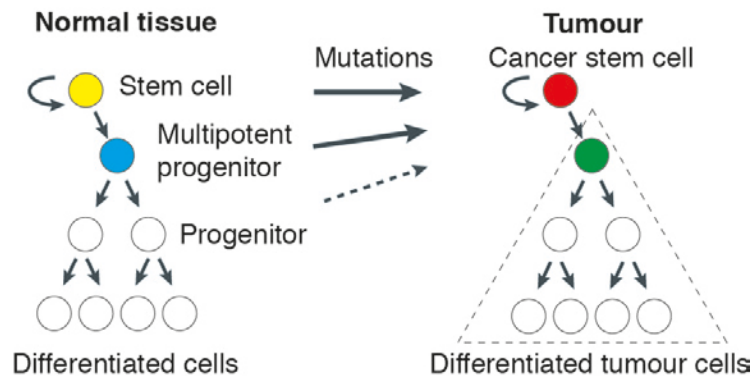 Normal tissue
Stem cell
Multipotent
progenitor
Progenitor
Differentiated cells
Mutations
Tumour
Cancer stem cell
Differentiated tumour cells